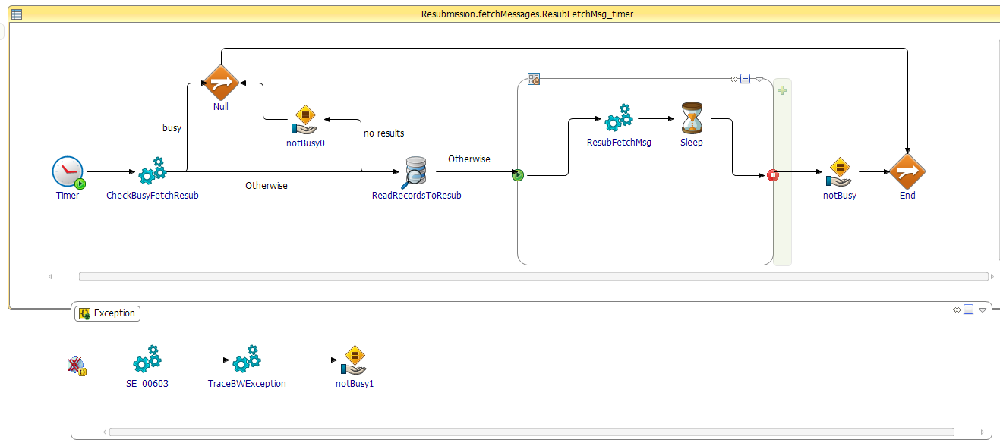 Resubmission.fetchMessages.ResubFetchMsg_timer
Null
busy
notBusy0
no results
ResubFetchMsg
Sleep
Otherwise
Otherwise
Timer
CheckBusyFetchResub
ReadRecordsToResub
notBusy
End
Exception
SE_00603
TraceBWException
notBusy1